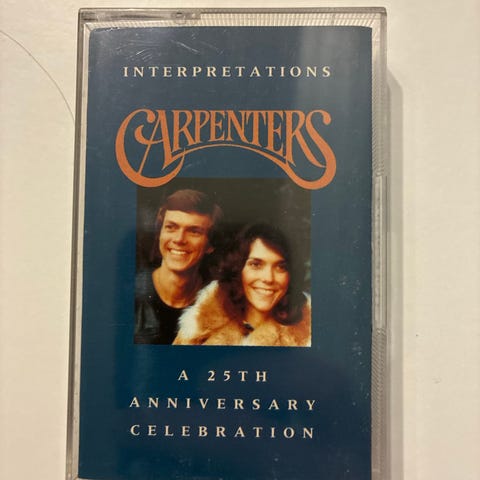 INTERPRETATIONS
CARPENTERS
A 25TH
ANNIVERSARY
CELEBRATION